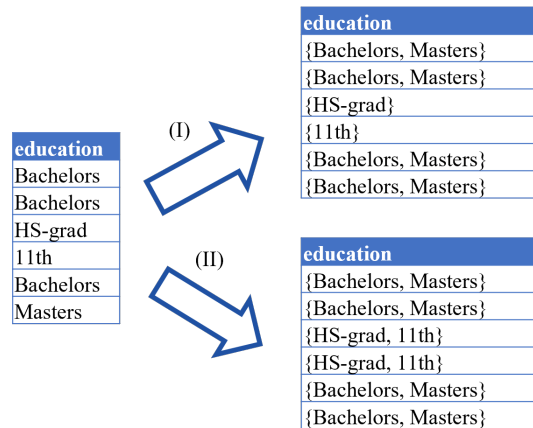 education
Bachelors
Bachelors
HS-grad
11th
Bachelors
Masters
(I)
education
{Bachelors, Masters}
{Bachelors, Masters}
{HS-grad}
{11th}
{Bachelors, Masters}
{Bachelors, Masters}
(II)
education
{Bachelors, Masters}
{Bachelors, Masters}
{HS-grad, 11th}
{HS-grad, 11th}
{Bachelors, Masters}
{Bachelors, Masters}